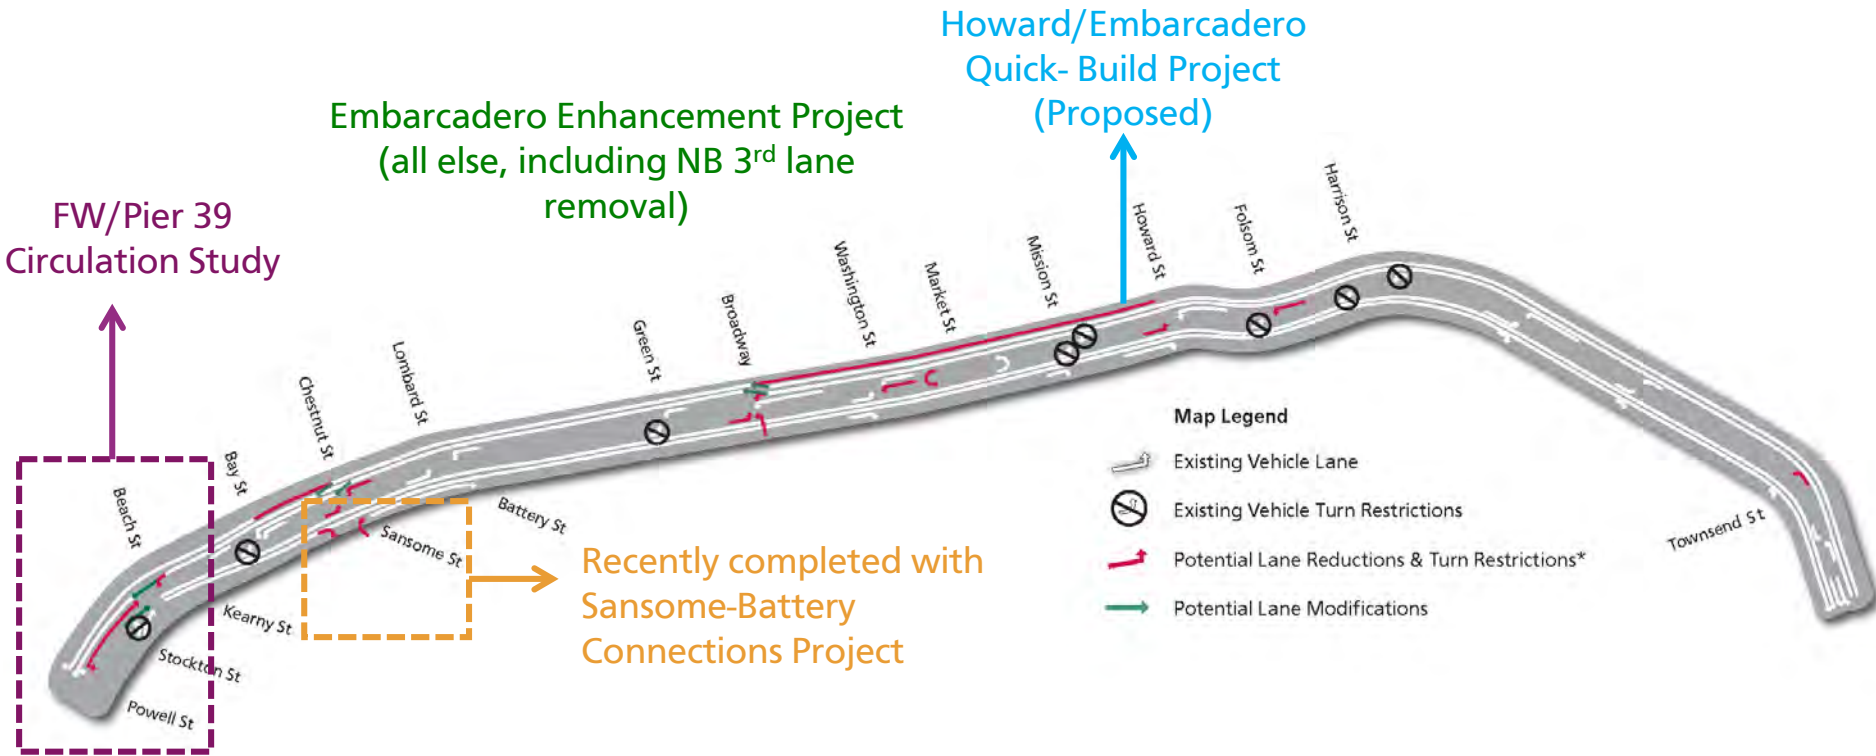 Howard/Embarcadero
Quick- Build Project
(Proposed)
Embarcadero Enhancement Project
(all else, including NB 3rd lane
removal)
FW/Pier 39
Circulation Study
Harrison St
Folsom St
Howard St
Mission St
Market St
Washington St
Broadway
Green St
Lombard St
Chestnut St
Bay St
Beach St
Battery St
Sansome St
Kearny St
Stockton St
Powell St
Townsend St
Recently completed with
Sansome-Battery
Connections Project
Map Legend
Existing Vehicle Lane
Existing Vehicle Turn Restrictions
Potential Lane Reductions & Turn Restrictions*
Potential Lane Modifications